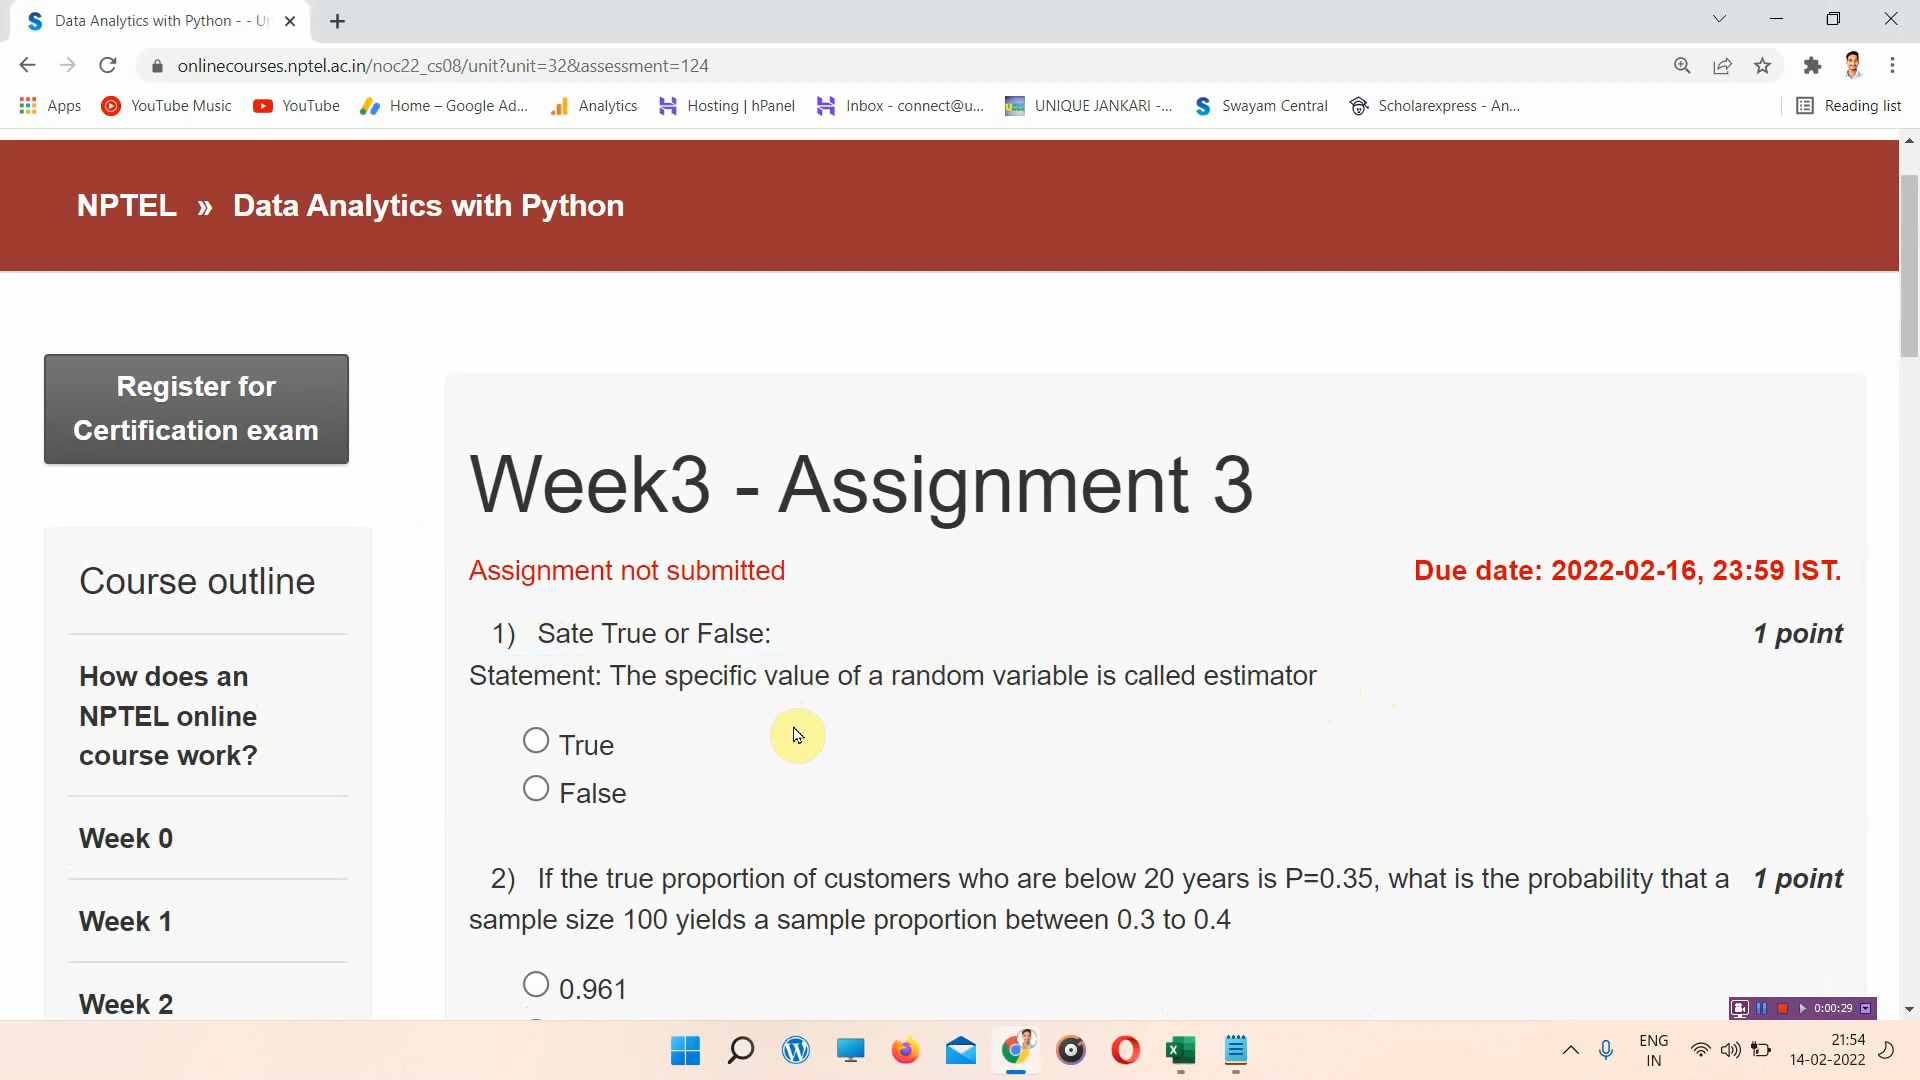 Data Analytics with Python - - Un
onlinecourses.nptel.ac.in/noc22_cs08/unit?unit=32&assessment=124
Apps YouTube Music YouTube Home – Google Ad... Analytics Hosting | hPanel Inbox - connect@u... UNIQUE JANKARI -... Swayam Central Scholarexpress - An... Reading list
NPTEL » Data Analytics with Python
Register for
Certification exam
Course outline
How does an
NPTEL online
course work?
Week 0
Week 1
Week 2
Week3 - Assignment 3
Assignment not submitted Due date: 2022-02-16, 23:59 IST.
1) Sate True or False: 1 point
Statement: The specific value of a random variable is called estimator
True
False
2) If the true proportion of customers who are below 20 years is P=0.35, what is the probability that a 1 point
sample size 100 yields a sample proportion between 0.3 to 0.4
0.961
0:00:29
ENG
IN
21:54
14-02-2022